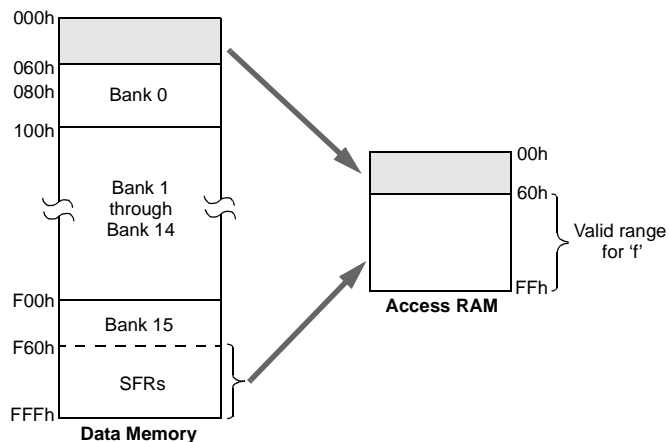 000h
060h
080h
Bank 0
100h
Bank 1
through
Bank 14
F00h
Bank 15
F60h
SFRs
FFFh
Data Memory
00h
60h
Valid range
for ‘f’
FFh
Access RAM